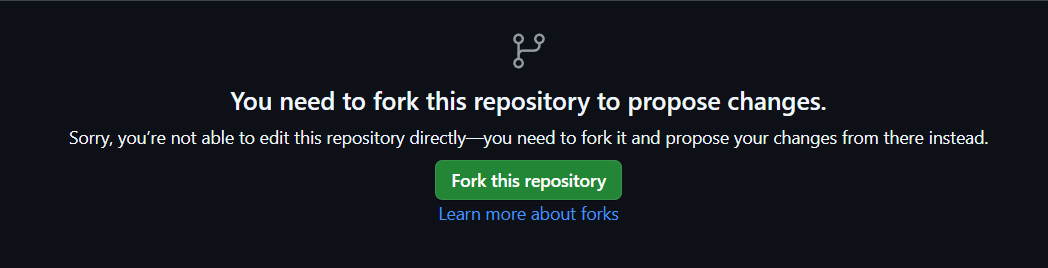 You need to fork this repository to propose changes.
Sorry, you’re not able to edit this repository directly—you need to fork it and propose your changes from there instead.
Fork this repository
Learn more about forks